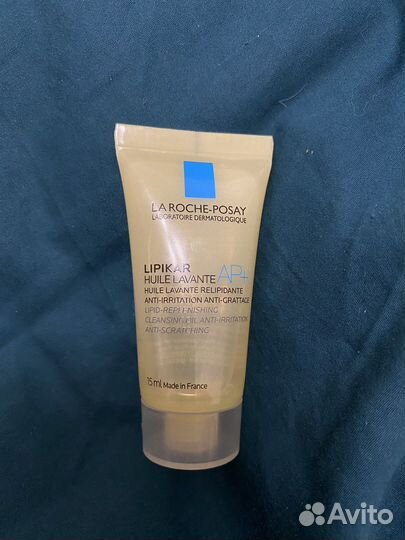 LA ROCHE-POSAY
LABORATOIRE DERMATOLOGIQUE
LIPIKAR
HUILE LAVANTE AP+
HUILE LAVANTE RELIPIDANTE
ANTI-IRRITATION ANTI-GRATTAGE
LIPID-REPLENISHING
CLEANSING OIL ANTI-IRRITATION
ANTI-SCRATCHING
15 ml Made in France
Avito